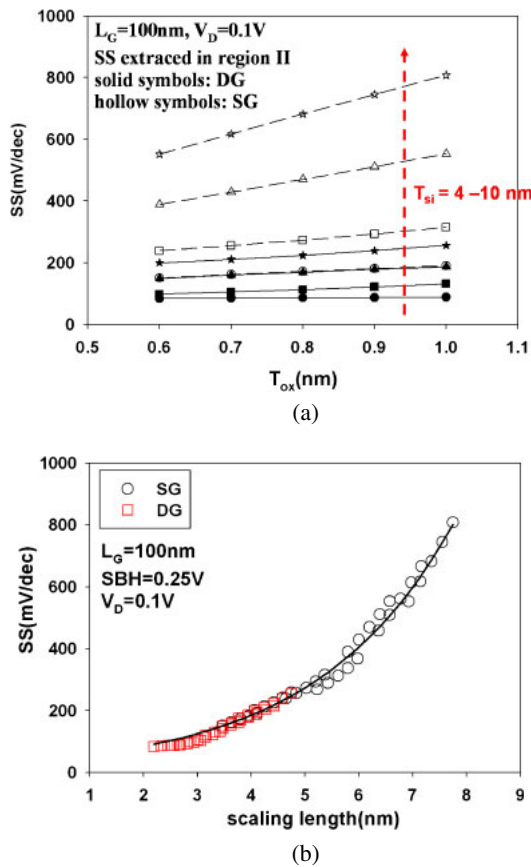 L_G=100nm, V_D=0.1V
SS extraced in region II
solid symbols: DG
hollow symbols: SG
1000
800
600
400
200
0
SS(mV/dec)
T_si = 4 –10 nm
0.5 0.6 0.7 0.8 0.9 1.0 1.1
T_ox(nm)
(a)
1000
800
600
400
200
0
SS(mV/dec)
SG
DG
L_G=100nm
SBH=0.25V
V_D=0.1V
1 2 3 4 5 6 7 8 9
scaling length(nm)
(b)